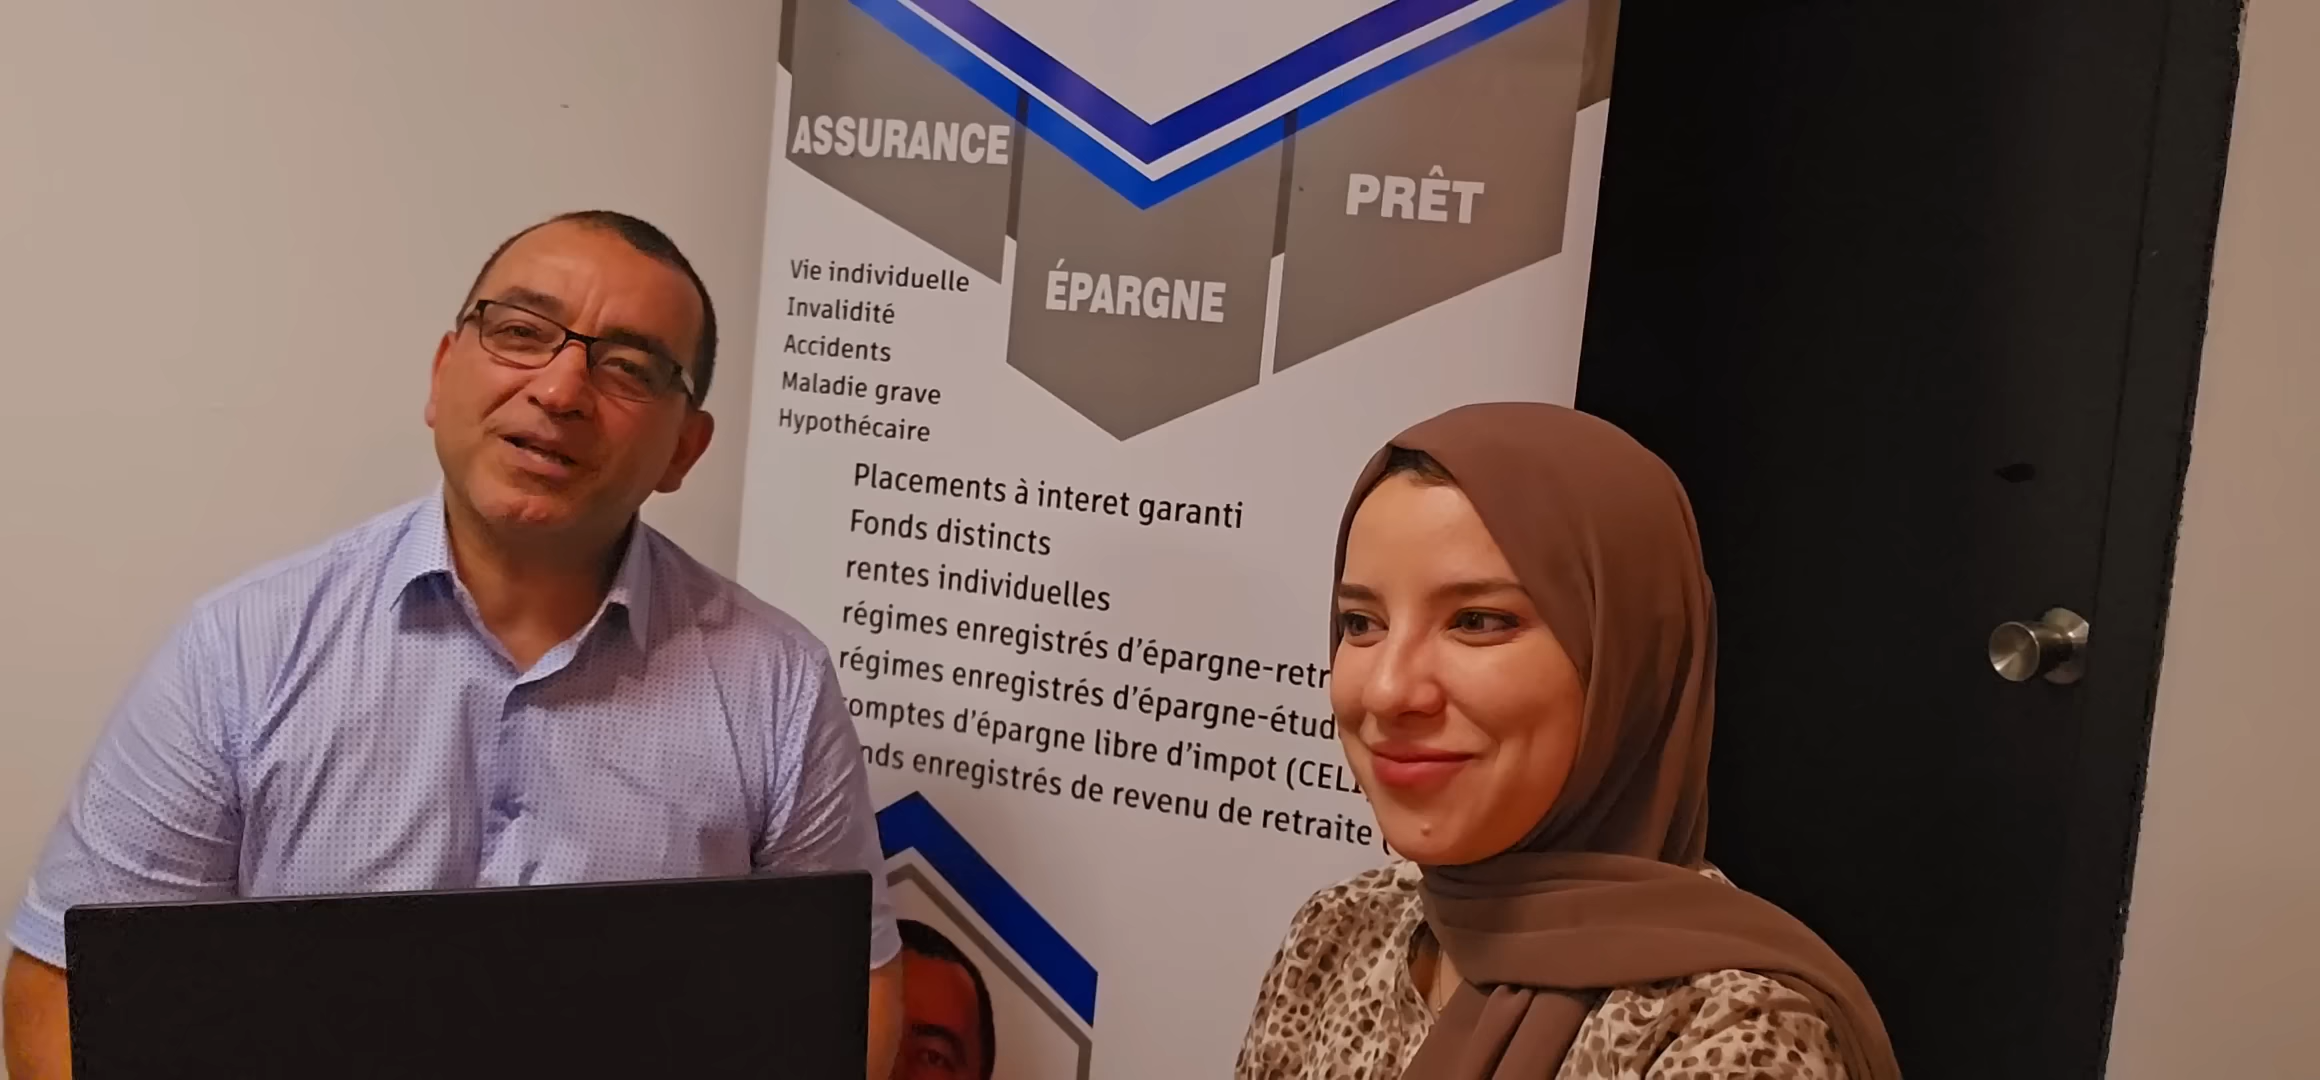 ASSURANCE
PRÊT
ÉPARGNE
Vie individuelle
Invalidité
Accidents
Maladie grave
Hypothécaire
Placements à interet garanti
Fonds distincts
rentes individuelles
régimes enregistrés d'épargne-retr
régimes enregistrés d'épargne-étud
omptes d'épargne libre d'impot (CELI
nds enregistrés de revenu de retraite (